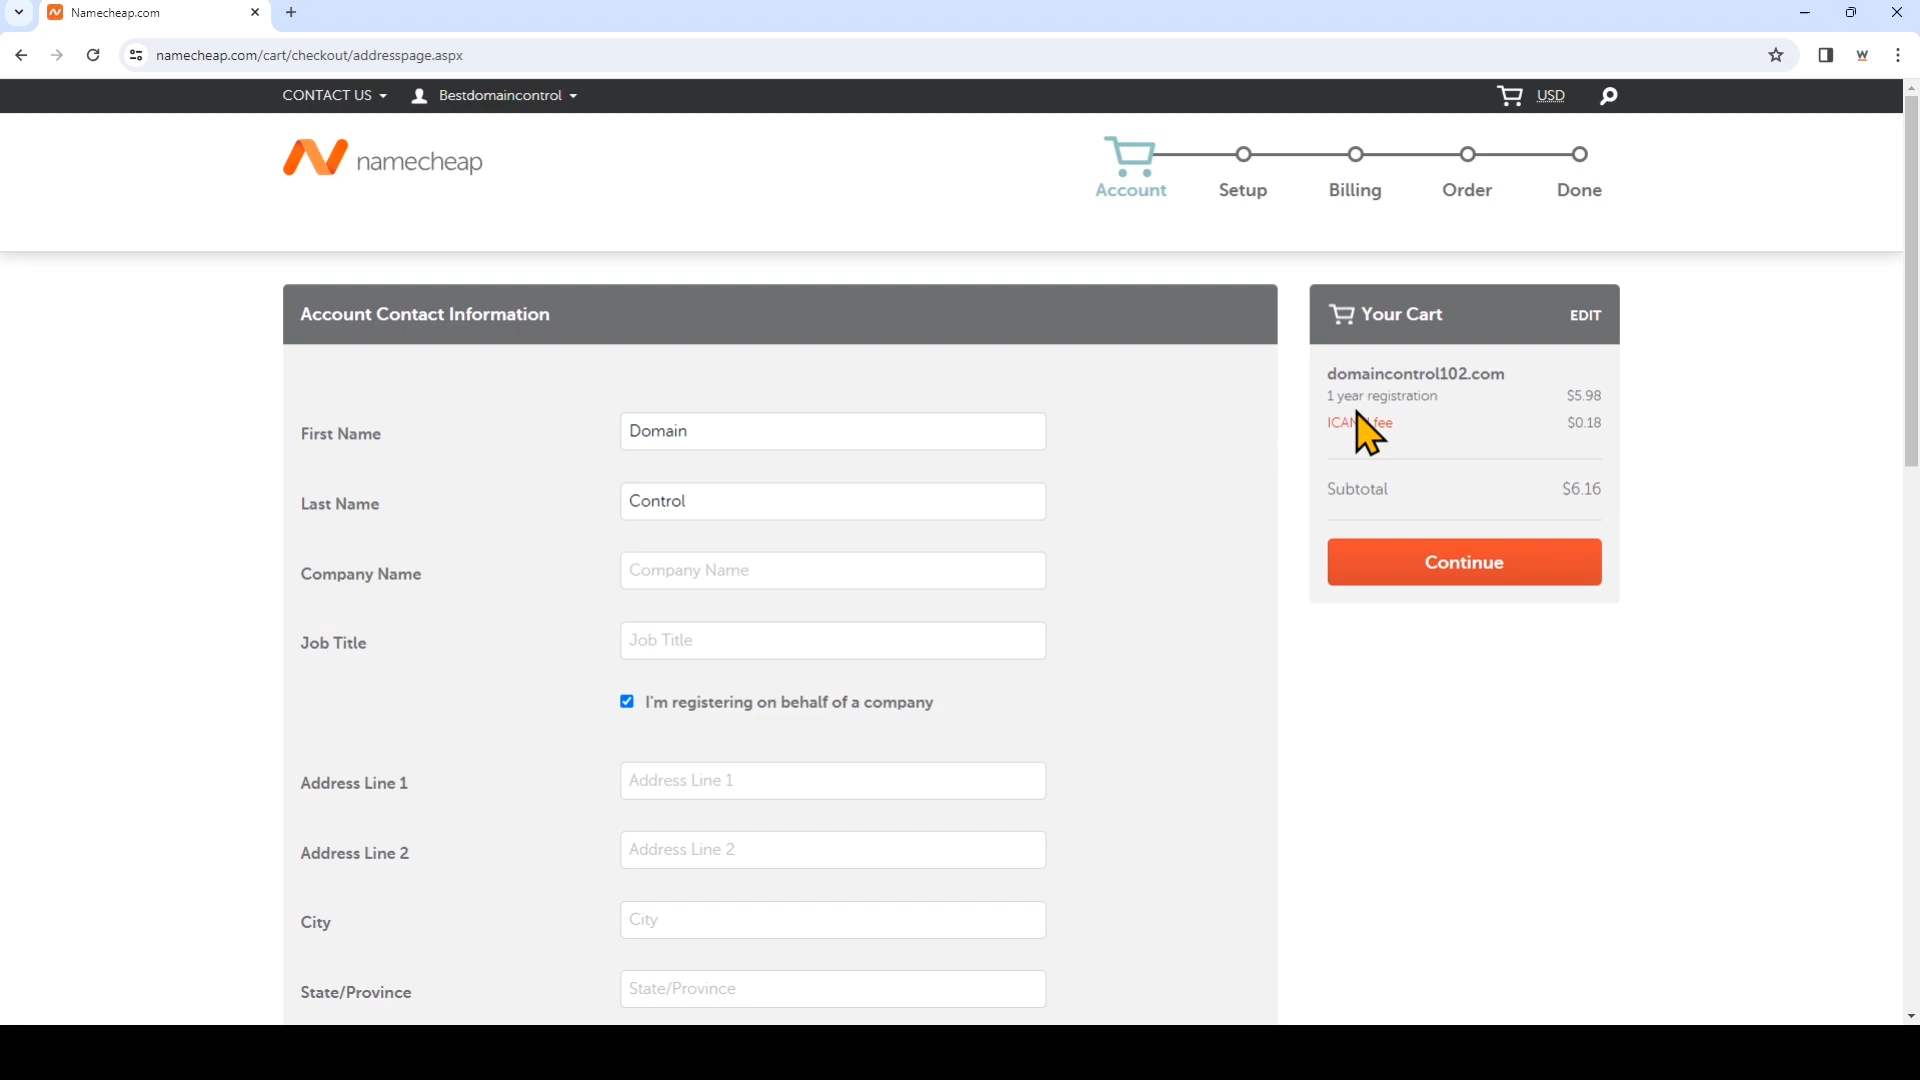 Namecheap.com
namecheap.com/cart/checkout/addresspage.aspx
W
CONTACT US Bestdomaincontrol USD
namecheap
Account Setup Billing Order Done
Account Contact Information
Your Cart EDIT
domaincontrol102.com
1 year registration $5.98
fee $0.18
Subtotal $6.16
Continue
First Name Domain
Last Name Control
Company Name Company Name
Job Title Job Title
I'm registering on behalf of a company
Address Line 1 Address Line 1
Address Line 2 Address Line 2
City City
State/Province State/Province